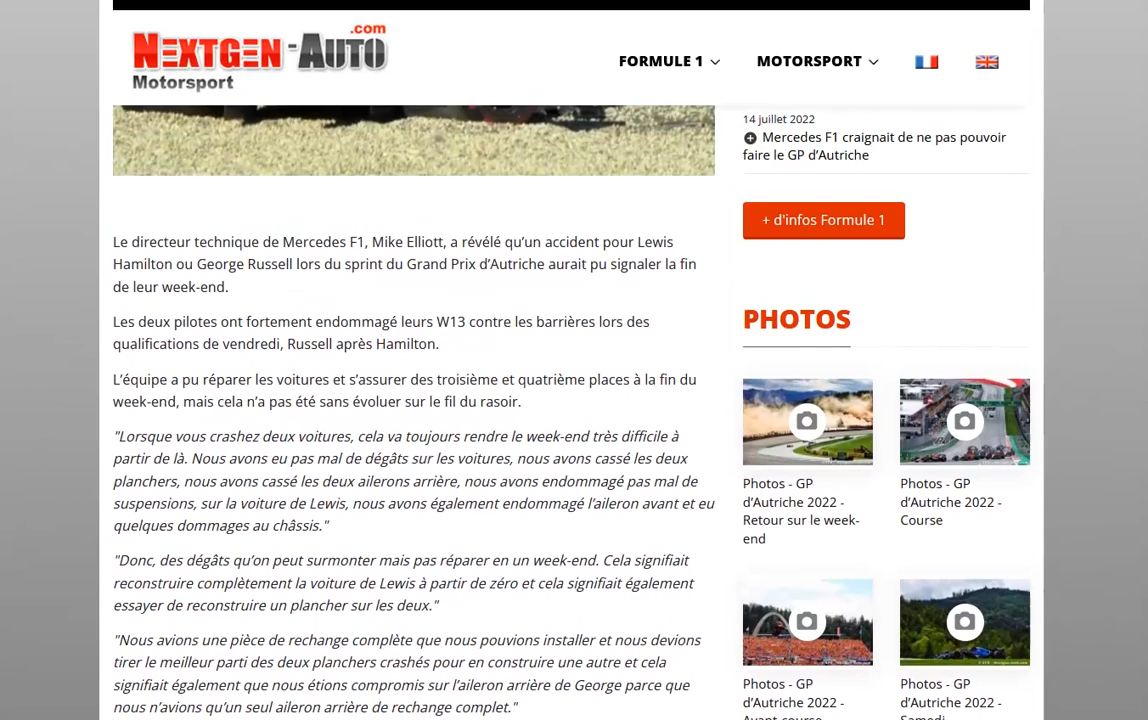 NEXTGEN-AUTO
.com
Motorsport
FORMULE 1
MOTORSPORT
Le directeur technique de Mercedes F1, Mike Elliott, a révélé qu’un accident pour Lewis
Hamilton ou George Russell lors du sprint du Grand Prix d’Autriche aurait pu signaler la fin
de leur week-end.
Les deux pilotes ont fortement endommagé leurs W13 contre les barrières lors des
qualifications de vendredi, Russell après Hamilton.
L’équipe a pu réparer les voitures et s’assurer des troisième et quatrième places à la fin du
week-end, mais cela n’a pas été sans évoluer sur le fil du rasoir.
"Lorsque vous crashez deux voitures, cela va toujours rendre le week-end très difficile à
partir de là. Nous avons eu pas mal de dégâts sur les voitures, nous avons cassé les deux
planchers, nous avons cassé les deux ailerons arrière, nous avons endommagé pas mal de
suspensions, sur la voiture de Lewis, nous avons également endommagé l’aileron avant et eu
quelques dommages au châssis."
"Donc, des dégâts qu’on peut surmonter mais pas réparer en un week-end. Cela signifiait
reconstruire complètement la voiture de Lewis à partir de zéro et cela signifiait également
essayer de reconstruire un plancher sur les deux."
"Nous avions une pièce de rechange complète que nous pouvions installer et nous devions
tirer le meilleur parti des deux planchers crashés pour en construire une autre et cela
signifiait également que nous étions compromis sur l’aileron arrière de George parce que
nous n’avions qu’un seul aileron arrière de rechange complet."
14 juillet 2022
Mercedes F1 craignait de ne pas pouvoir
faire le GP d’Autriche
+ d'infos Formule 1
PHOTOS
Photos - GP
d’Autriche 2022 -
Retour sur le week-
end
Photos - GP
d’Autriche 2022 -
Course
Photos - GP
d’Autriche 2022 -
Avant-course
Photos - GP
d’Autriche 2022 -
Samedi